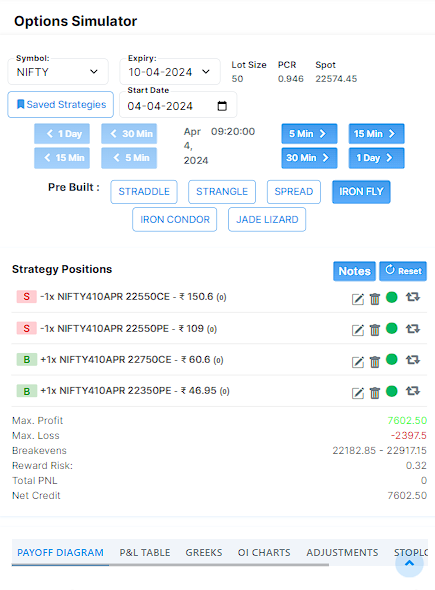 Options Simulator
Symbol:
NIFTY
Expiry:
10-04-2024
Lot Size
50
PCR
0.946
Spot
22574.45
Saved Strategies
Start Date
04-04-2024
1 Day
30 Min
15 Min
5 Min
Apr 4, 2024
09:20:00
5 Min
15 Min
30 Min
1 Day
Pre Built :
STRADDLE
STRANGLE
SPREAD
IRON FLY
IRON CONDOR
JADE LIZARD
Strategy Positions
Notes
Reset
S -1x NIFTY410APR 22550CE - ₹ 150.6 (0)
S -1x NIFTY410APR 22550PE - ₹ 109 (0)
B +1x NIFTY410APR 22750CE - ₹ 60.6 (0)
B +1x NIFTY410APR 22350PE - ₹ 46.95 (0)
Max. Profit 7602.50
Max. Loss -2397.5
Breakevens 22182.85 - 22917.15
Reward Risk: 0.32
Total PNL 0
Net Credit 7602.50
PAYOFF DIAGRAM P&L TABLE GREEKS OI CHARTS ADJUSTMENTS STOPLO